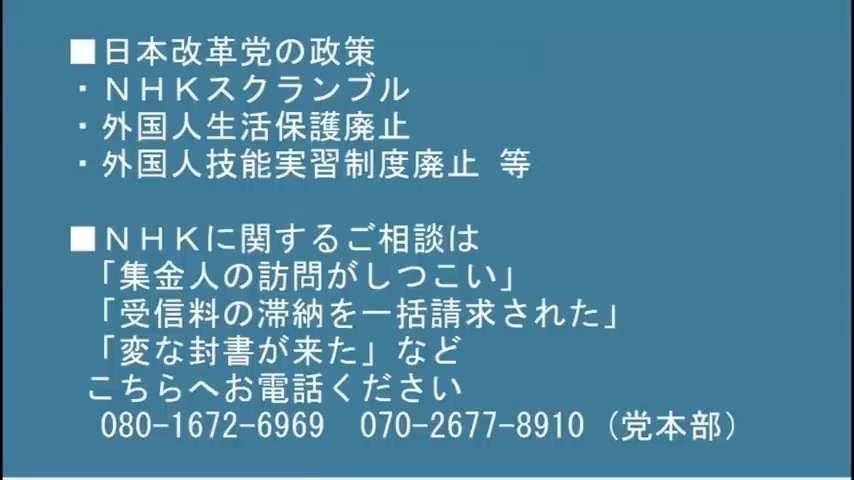 ■日本改革党の政策
・ＮＨＫスクランブル
・外国人生活保護廃止
・外国人技能実習制度廃止 等
■ＮＨＫに関するご相談は
「集金人の訪問がしつこい」
「受信料の滞納を一括請求された」
「変な封書が来た」など
こちらへお電話ください
080-1672-6969　070-2677-8910（党本部）